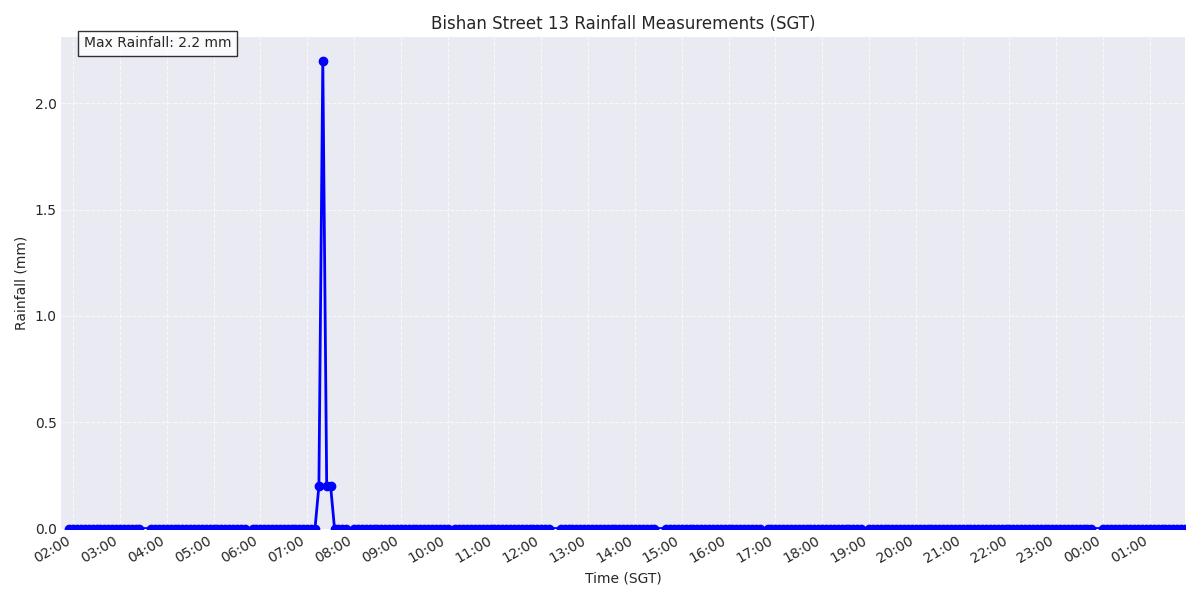 Bishan Street 13 Rainfall Measurements (SGT)
Max Rainfall: 2.2 mm
Rainfall (mm)
2.0
1.5
1.0
0.5
0.0
02:00 03:00 04:00 05:00 06:00 07:00 08:00 09:00 10:00 11:00 12:00 13:00 14:00 15:00 16:00 17:00 18:00 19:00 20:00 21:00 22:00 23:00 00:00 01:00
Time (SGT)